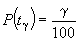 P(t_γ) = γ/100